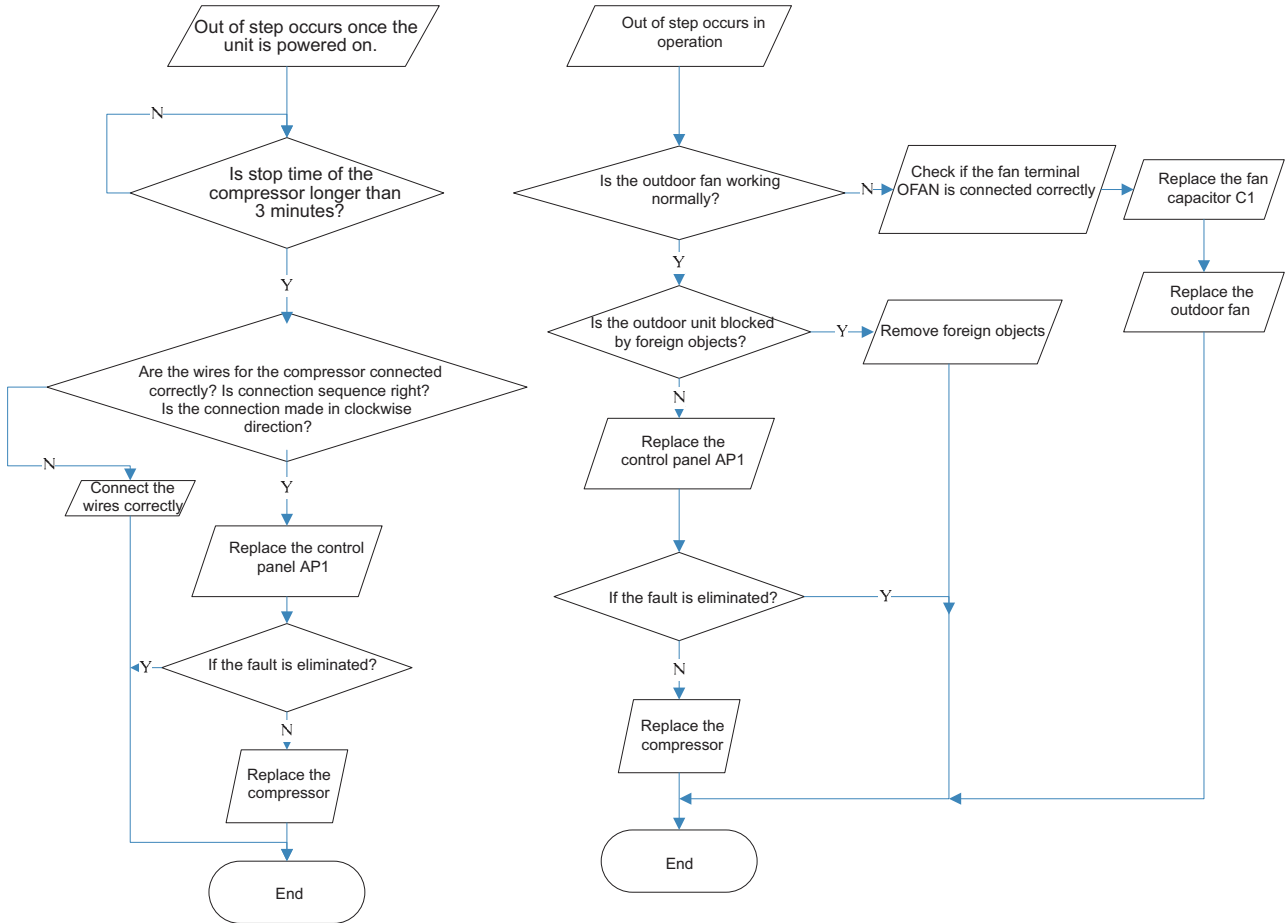 Out of step occurs once the
unit is powered on.
N
Is stop time of the
compressor longer than
3 minutes?
Y
Are the wires for the compressor connected
correctly? Is connection sequence right?
Is the connection made in clockwise
direction?
N
Connect the
wires correctly
Y
Replace the control
panel AP1
If the fault is eliminated?
Y
N
Replace the
compressor
End
Out of step occurs in
operation
Is the outdoor fan working
normally?
N
Check if the fan terminal
OFAN is connected correctly
Replace the fan
capacitor C1
Replace the
outdoor fan
Y
Is the outdoor unit blocked
by foreign objects?
Y
Remove foreign objects
N
Replace the
control panel AP1
If the fault is eliminated?
Y
N
Replace the
compressor
End